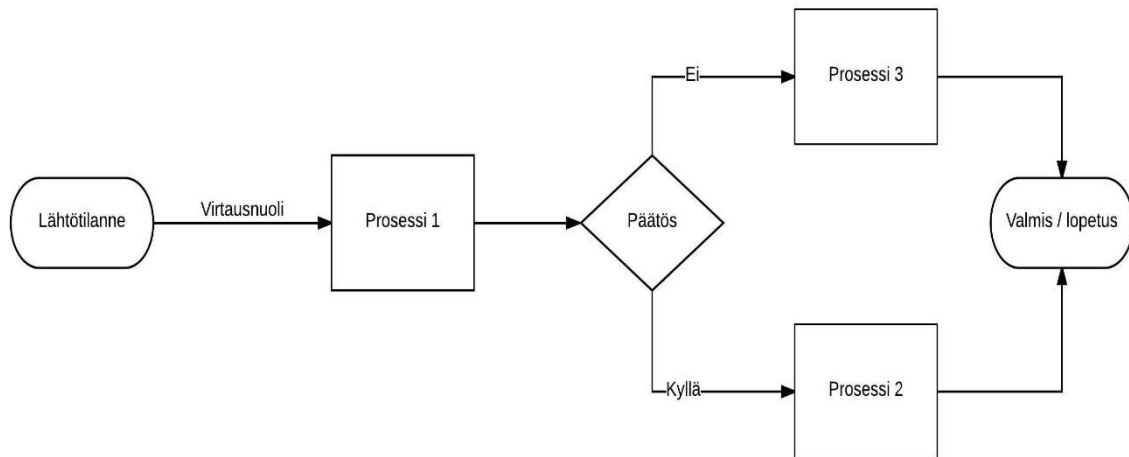 Lähtötilanne
Virtausnuoli
Prosessi 1
Päätös
Ei
Prosessi 3
Kyllä
Prosessi 2
Valmis / lopetus